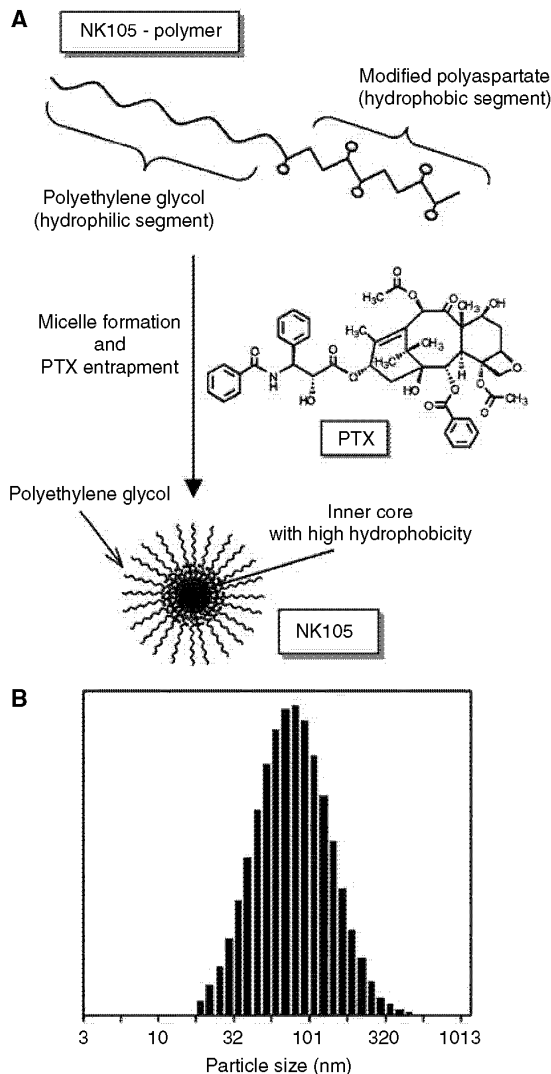 A
NK105 - polymer
Modified polyaspartate
(hydrophobic segment)
Polyethylene glycol
(hydrophilic segment)
Micelle formation
and
PTX entrapment
O
H₃C
O
O
CH₃
OH
H₃C
CH₃
H₃C
O
N
H
O
O
HO
HO
H
O
O
O
O
O
CH₃
PTX
Polyethylene glycol
Inner core
with high hydrophobicity
NK105
B
3 10 32 101 320 1013
Particle size (nm)